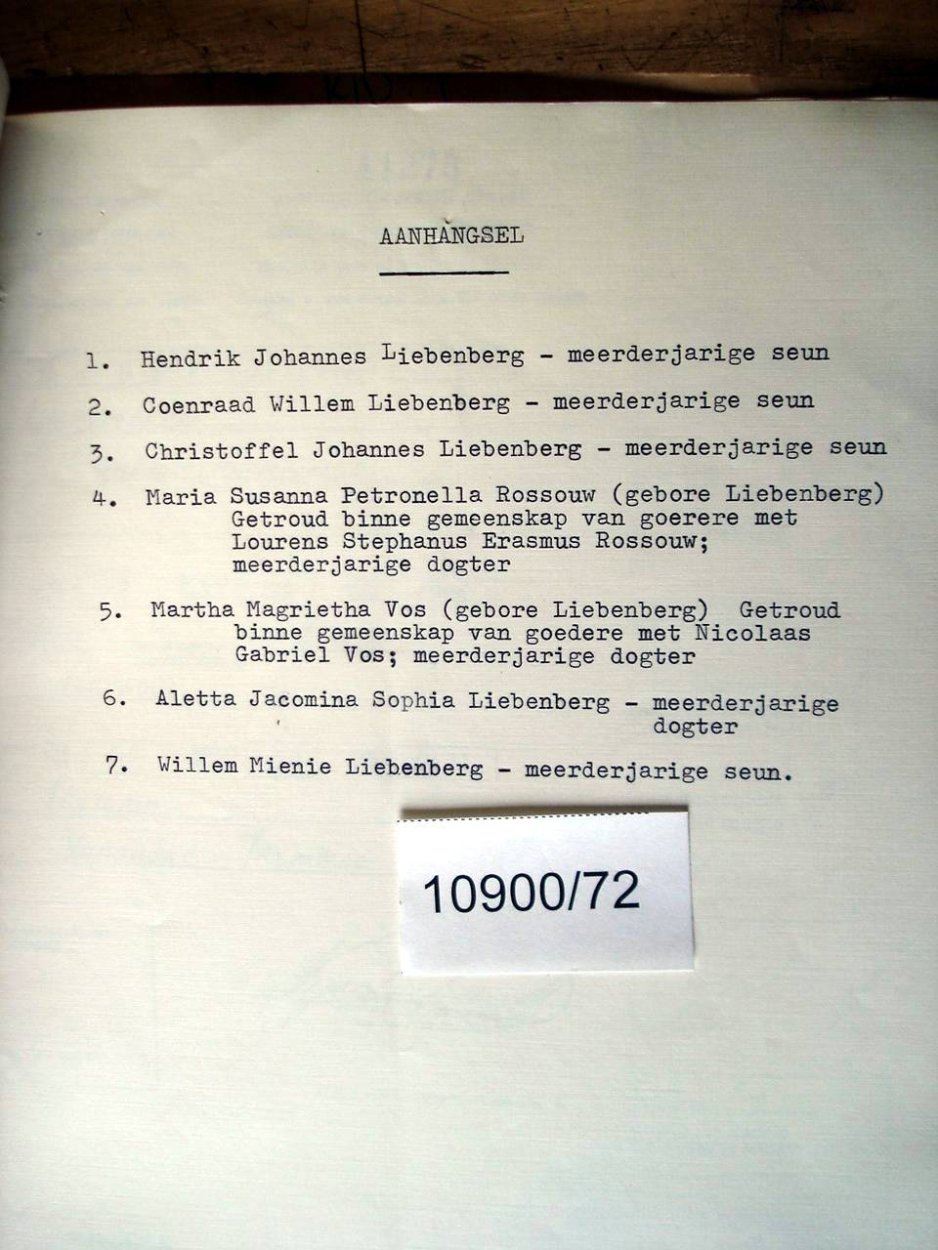 AANHANGSEL
1. Hendrik Johannes Liebenberg - meerderjarige seun
2. Coenraad Willem Liebenberg - meerderjarige seun
3. Christoffel Johannes Liebenberg - meerderjarige seun
4. Maria Susanna Petronella Rossouw (gebore Liebenberg)
Getroud binne gemeenskap van goerere met
Lourens Stephanus Erasmus Rossouw;
meerderjarige dogter
5. Martha Magrietha Vos (gebore Liebenberg) Getroud
binne gemeenskap van goedere met Nicolaas
Gabriel Vos; meerderjarige dogter
6. Aletta Jacomina Sophia Liebenberg - meerderjarige
dogter
7. Willem Mienie Liebenberg - meerderjarige seun.
10900/72